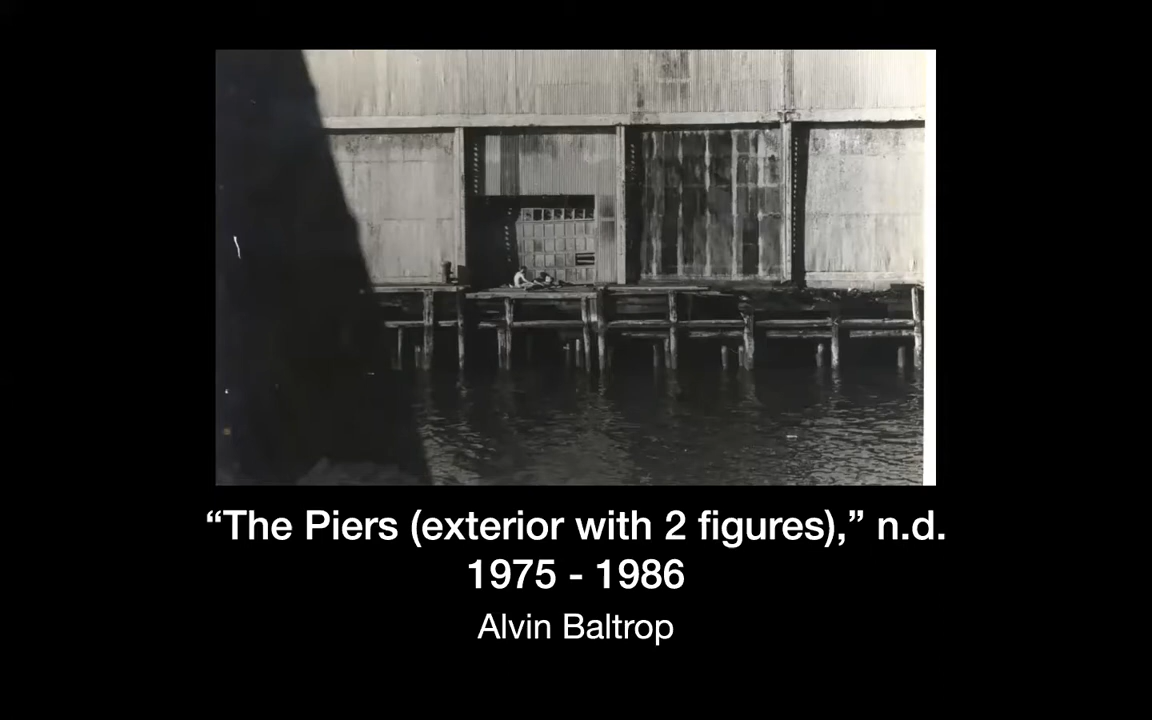 “The Piers (exterior with 2 figures),” n.d.
1975 - 1986
Alvin Baltrop